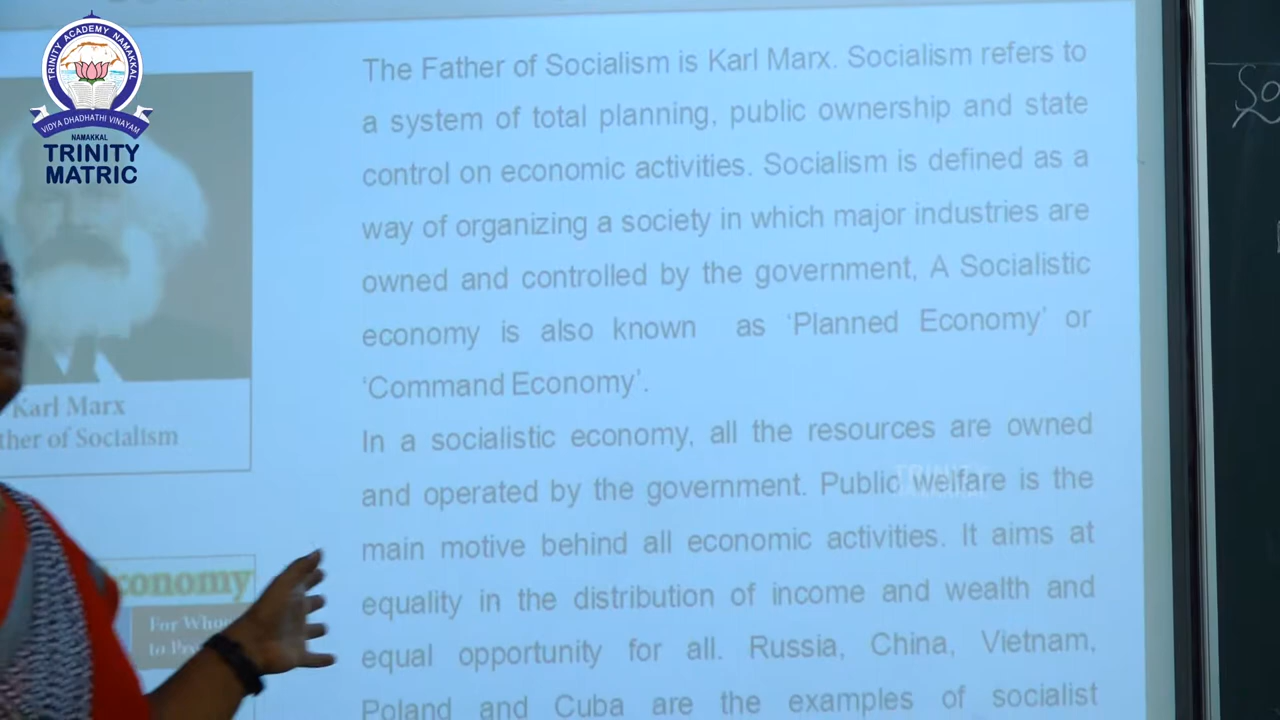 TRINITY ACADEMY NAMAKKAL
VIDYA DHADHATHI VINAYAM
NAMAKKAL
TRINITY
MATRIC
Karl Marx
ther of Socialism
conomy
For Who
to Pro
The Father of Socialism is Karl Marx. Socialism refers to
a system of total planning, public ownership and state
control on economic activities. Socialism is defined as a
way of organizing a society in which major industries are
owned and controlled by the government, A Socialistic
economy is also known as ‘Planned Economy’ or
‘Command Economy’.
In a socialistic economy, all the resources are owned
and operated by the government. Public welfare is the
main motive behind all economic activities. It aims at
equality in the distribution of income and wealth and
equal opportunity for all. Russia, China, Vietnam,
Poland and Cuba are the examples of socialist
TRINITY
So